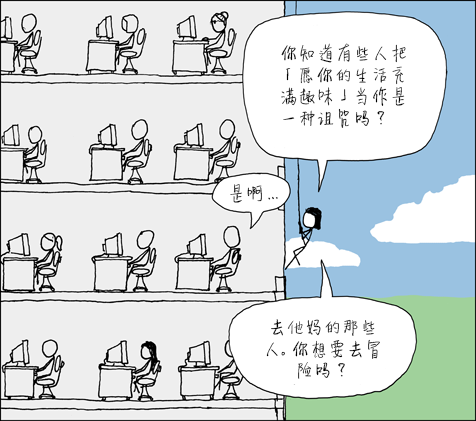 你知道有些人把
「愿你的生活充
满趣味」当作是
一种诅咒吗？
是啊...
去他妈的那些
人。你想要去冒
险吗？